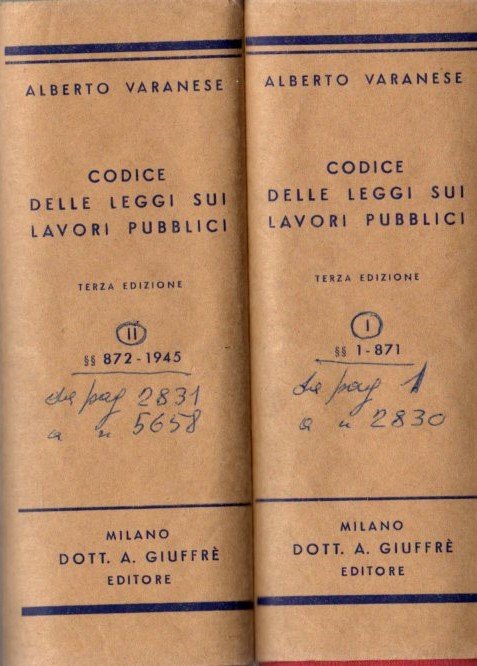 ALBERTO VARANESE
CODICE
DELLE LEGGI SUI
LAVORI PUBBLICI
TERZA EDIZIONE
II
§§ 872-1945
da pag 2831
a " 5658
MILANO
DOTT. A. GIUFFRÈ
EDITORE
ALBERTO VARANESE
CODICE
DELLE LEGGI SUI
LAVORI PUBBLICI
TERZA EDIZIONE
I
§§ 1-871
da pag 1
a " 2830
MILANO
DOTT. A. GIUFFRÈ
EDITORE